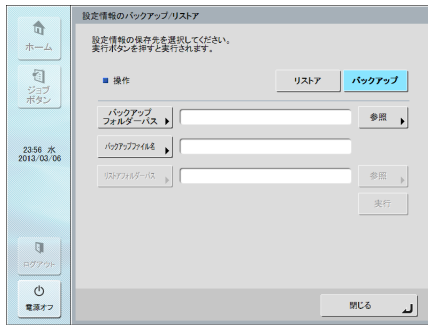 設定情報のバックアップ/リストア
ホーム
設定情報の保存先を選択してください。
実行ボタンを押すと実行されます。
ジョブ
ボタン
操作
リストア
バックアップ
バックアップ
フォルダーパス
参照
バックアップファイル名
23:56 水
2013/03/06
リストアフォルダーパス
参照
実行
ログアウト
電源オフ
閉じる